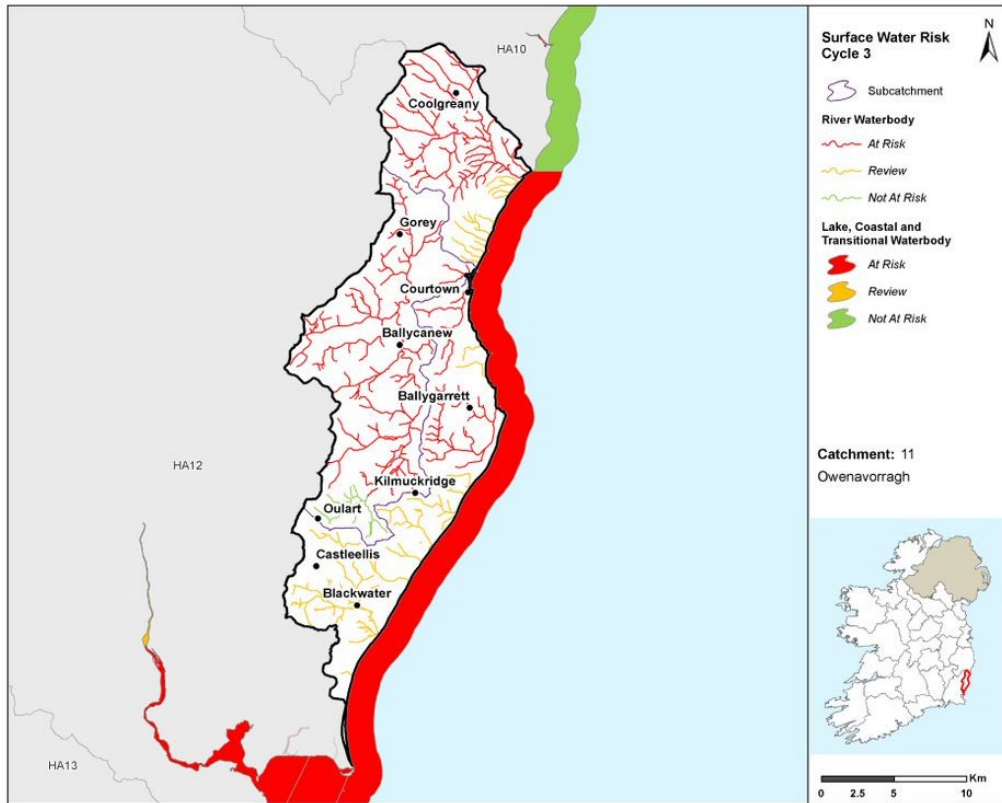 HA10
Coolgreany
Gorey
Courtown
Ballycanew
Ballygarrett
HA12
Kilmuckridge
Oulart
Castleellis
Blackwater
HA13
Surface Water Risk
Cycle 3
N
Subcatchment
River Waterbody
At Risk
Review
Not At Risk
Lake, Coastal and
Transitional Waterbody
At Risk
Review
Not At Risk
Catchment: 11
Owenavorragh
Km
0 2.5 5 10